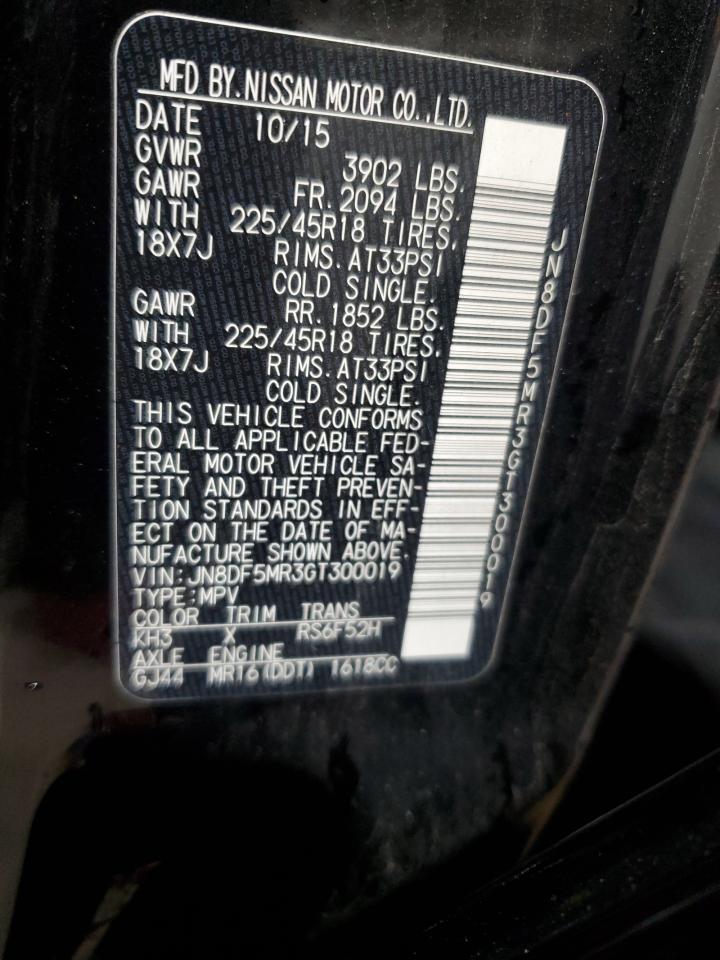 MFD BY.NISSAN MOTOR CO.,LTD.
DATE 10/15
GVWR 3902 LBS.
GAWR FR. 2094 LBS.
WITH 225/45R18 TIRES,
18X7J RIMS. AT33PSI
COLD SINGLE.
GAWR RR. 1852 LBS.
WITH 225/45R18 TIRES,
18X7J RIMS. AT33PSI
COLD SINGLE.
THIS VEHICLE CONFORMS
TO ALL APPLICABLE FED-
ERAL MOTOR VEHICLE SA-
FETY AND THEFT PREVEN-
TION STANDARDS IN EFF-
ECT ON THE DATE OF MA-
NUFACTURE SHOWN ABOVE.
VIN:JN8DF5MR3GT300019
TYPE:MPV
COLOR TRIM TRANS
KH3 X RS6F52H
AXLE ENGINE
GJ44 MR16(DDT) 1618CC
JN8DF5MR3GT300019